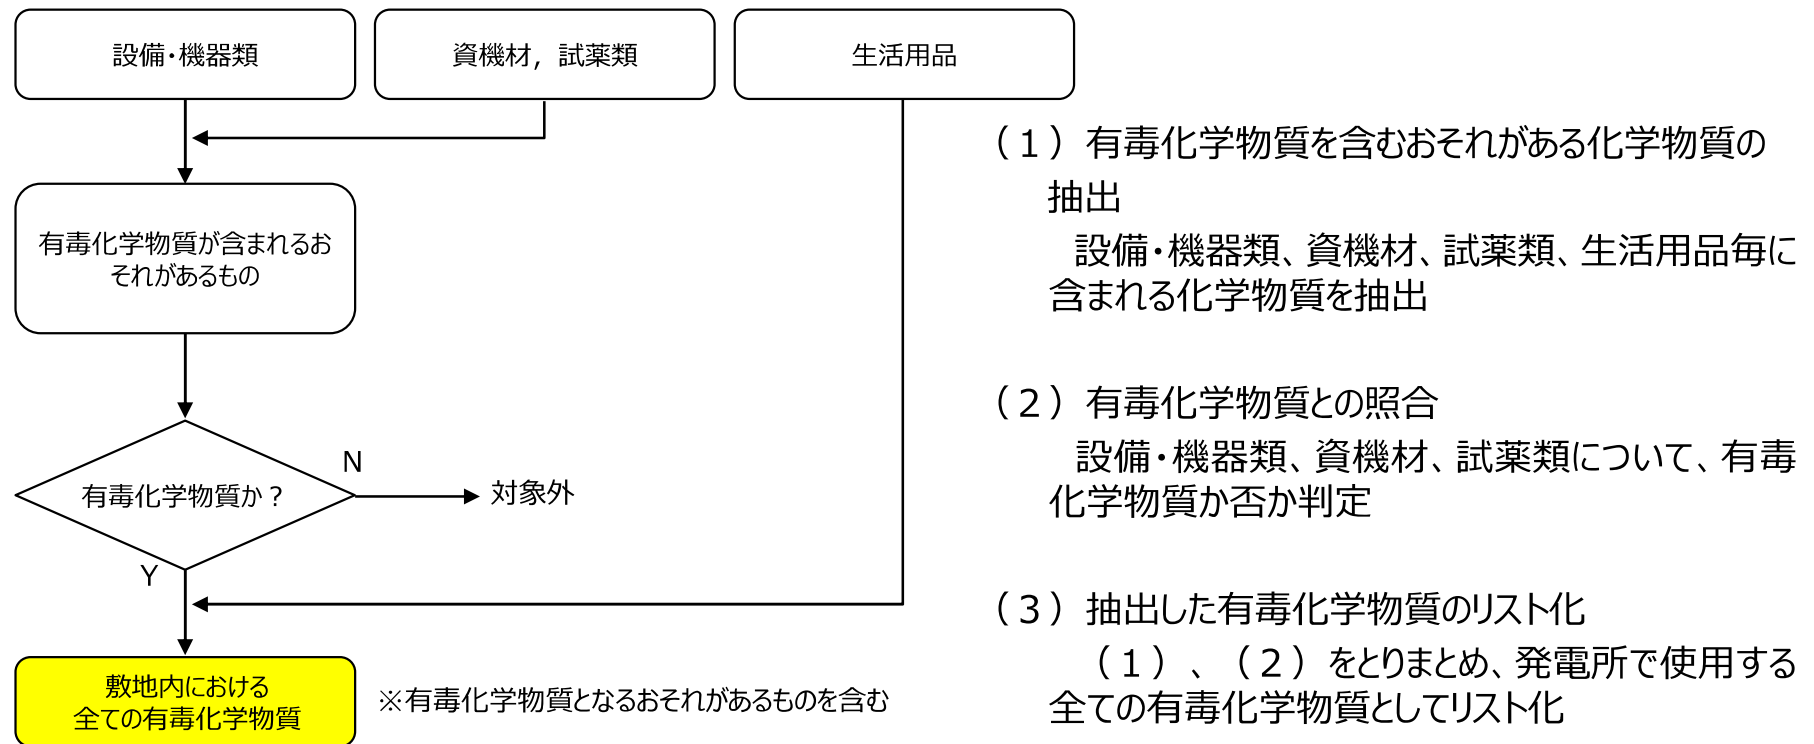 設備・機器類
資機材，試薬類
生活用品
有毒化学物質が含まれるお
それがあるもの
有毒化学物質か？
N
対象外
Y
敷地内における
全ての有毒化学物質
※有毒化学物質となるおそれがあるものを含む
（１）有毒化学物質を含むおそれがある化学物質の
抽出
設備・機器類、資機材、試薬類、生活用品毎に
含まれる化学物質を抽出
（２）有毒化学物質との照合
設備・機器類、資機材、試薬類について、有毒
化学物質か否か判定
（３）抽出した有毒化学物質のリスト化
（１）、（２）をとりまとめ、発電所で使用する
全ての有毒化学物質としてリスト化